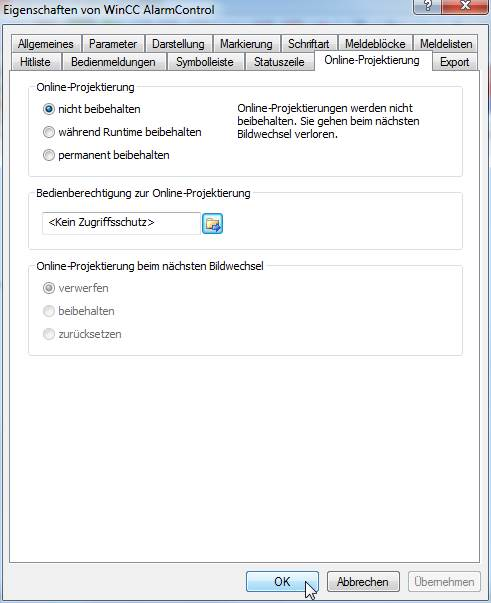 Eigenschaften von WinCC AlarmControl
Allgemeines Parameter Darstellung Markierung Schriftart Meldeblöcke Meldelisten
Hitliste Bedienmeldungen Symbolleiste Statuszeile Online-Projektierung Export
Online-Projektierung
nicht beibehalten
während Runtime beibehalten
permanent beibehalten
Online-Projektierungen werden nicht
beibehalten. Sie gehen beim nächsten
Bildwechsel verloren.
Bedienberechtigung zur Online-Projektierung
<Kein Zugriffsschutz>
Online-Projektierung beim nächsten Bildwechsel
verwerfen
beibehalten
zurücksetzen
OK Abbrechen Übernehmen